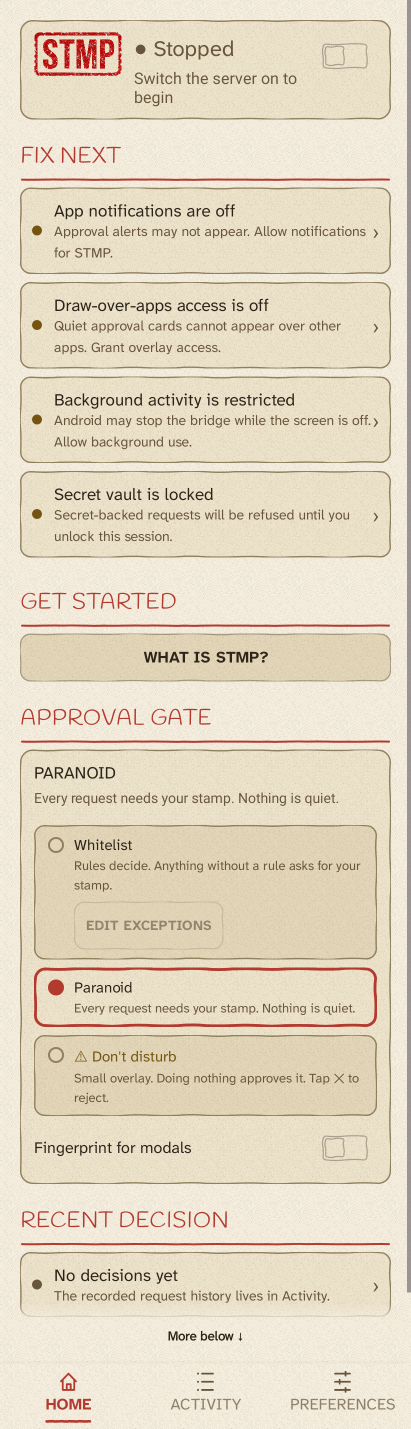 STMP
● Stopped
Switch the server on to
begin
FIX NEXT
App notifications are off
Approval alerts may not appear. Allow notifications
for STMP.
Draw-over-apps access is off
Quiet approval cards cannot appear over other
apps. Grant overlay access.
Background activity is restricted
Android may stop the bridge while the screen is off.
Allow background use.
Secret vault is locked
Secret-backed requests will be refused until you
unlock this session.
GET STARTED
WHAT IS STMP?
APPROVAL GATE
PARANOID
Every request needs your stamp. Nothing is quiet.
Whitelist
Rules decide. Anything without a rule asks for your
stamp.
EDIT EXCEPTIONS
Paranoid
Every request needs your stamp. Nothing is quiet.
⚠ Don't disturb
Small overlay. Doing nothing approves it. Tap ✕ to
reject.
Fingerprint for modals
RECENT DECISION
No decisions yet
The recorded request history lives in Activity.
More below ↓
HOME
ACTIVITY
PREFERENCES